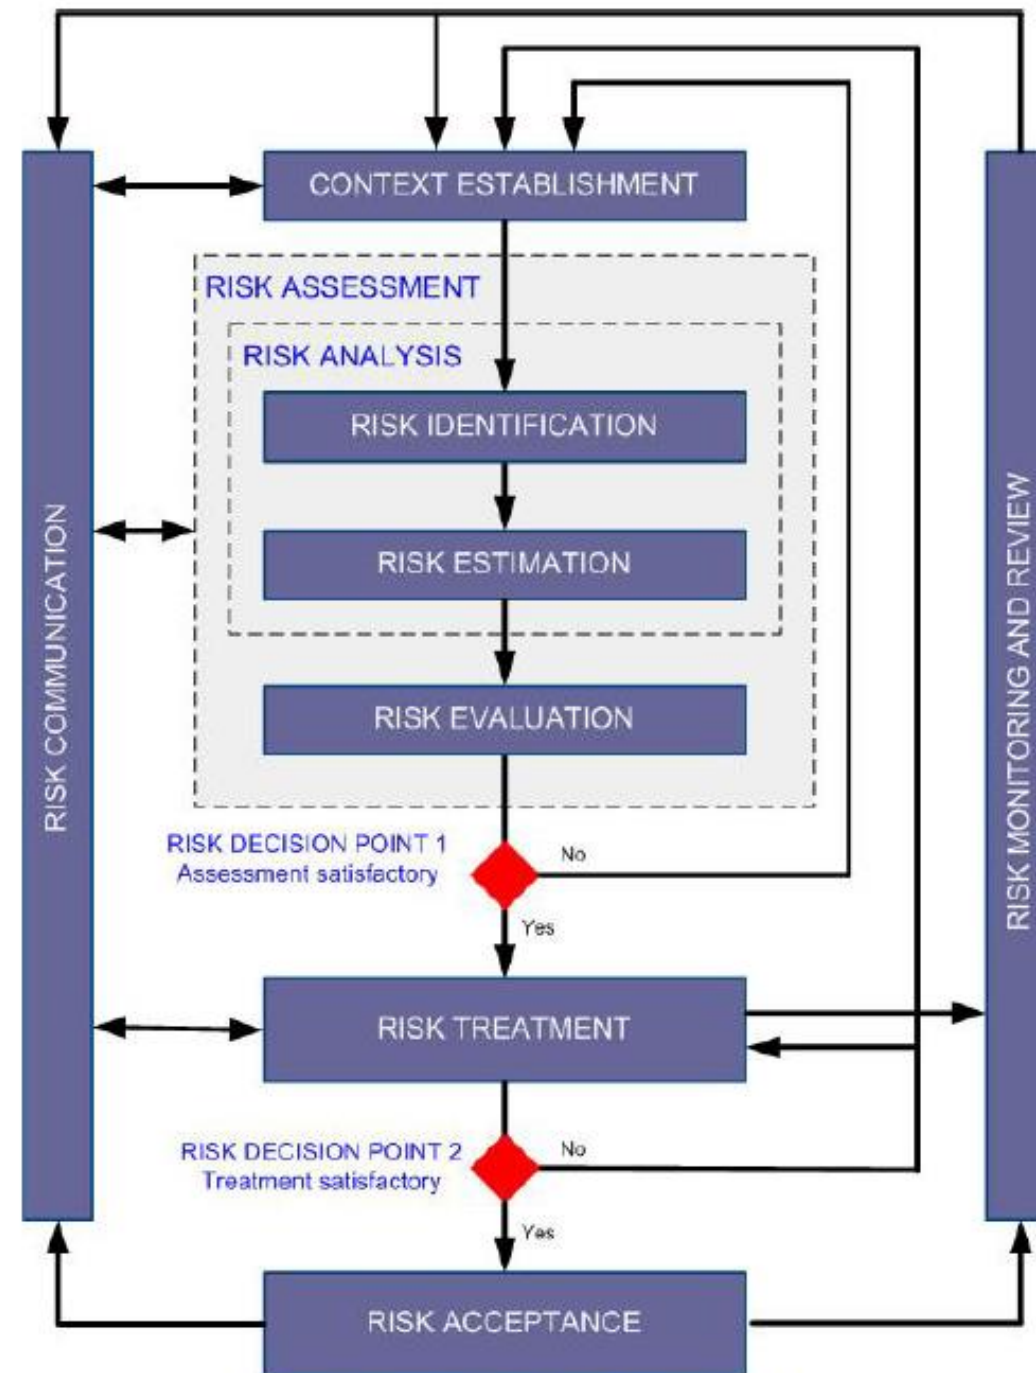 CONTEXT ESTABLISHMENT
RISK ASSESSMENT
RISK ANALYSIS
RISK IDENTIFICATION
RISK ESTIMATION
RISK EVALUATION
RISK DECISION POINT 1
Assessment satisfactory
No
Yes
RISK TREATMENT
RISK DECISION POINT 2
Treatment satisfactory
No
Yes
RISK ACCEPTANCE
RISK COMMUNICATION
RISK MONITORING AND REVIEW